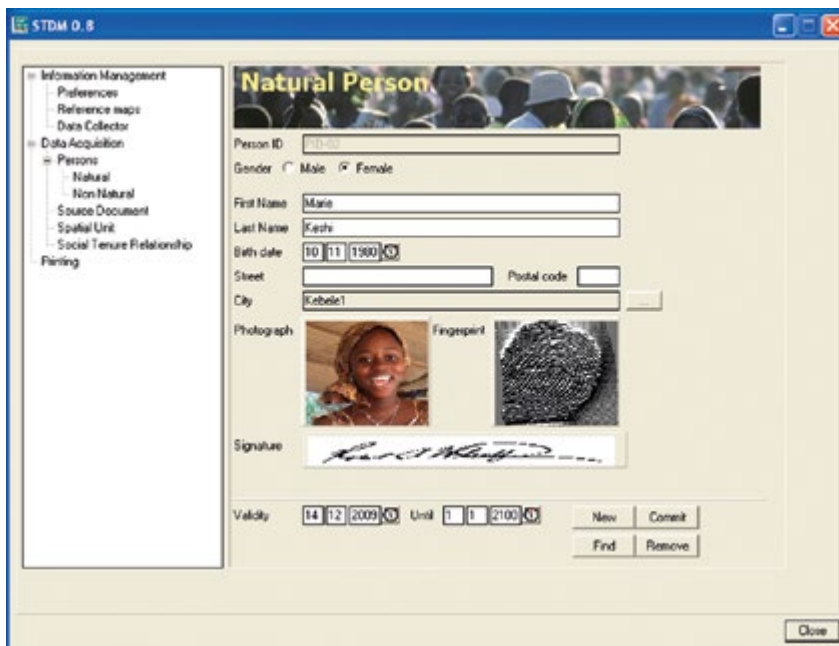 STDM 0.8
Information Management
Preferences
Reference maps
Data Collector
Data Acquisition
Persons
Natural
Non Natural
Source Document
Spatial Unit
Social Tenure Relationship
Printing
Natural Person
Person ID PID-02
Gender Male Female
First Name Marie
Last Name Keshi
Birth date 10 11 1980
Street Postal code
City Kebele1 ...
Photograph Fingerprint
Signature
Validity 14 12 2009 Until 1 1 2100 New Commit
Find Remove
Close